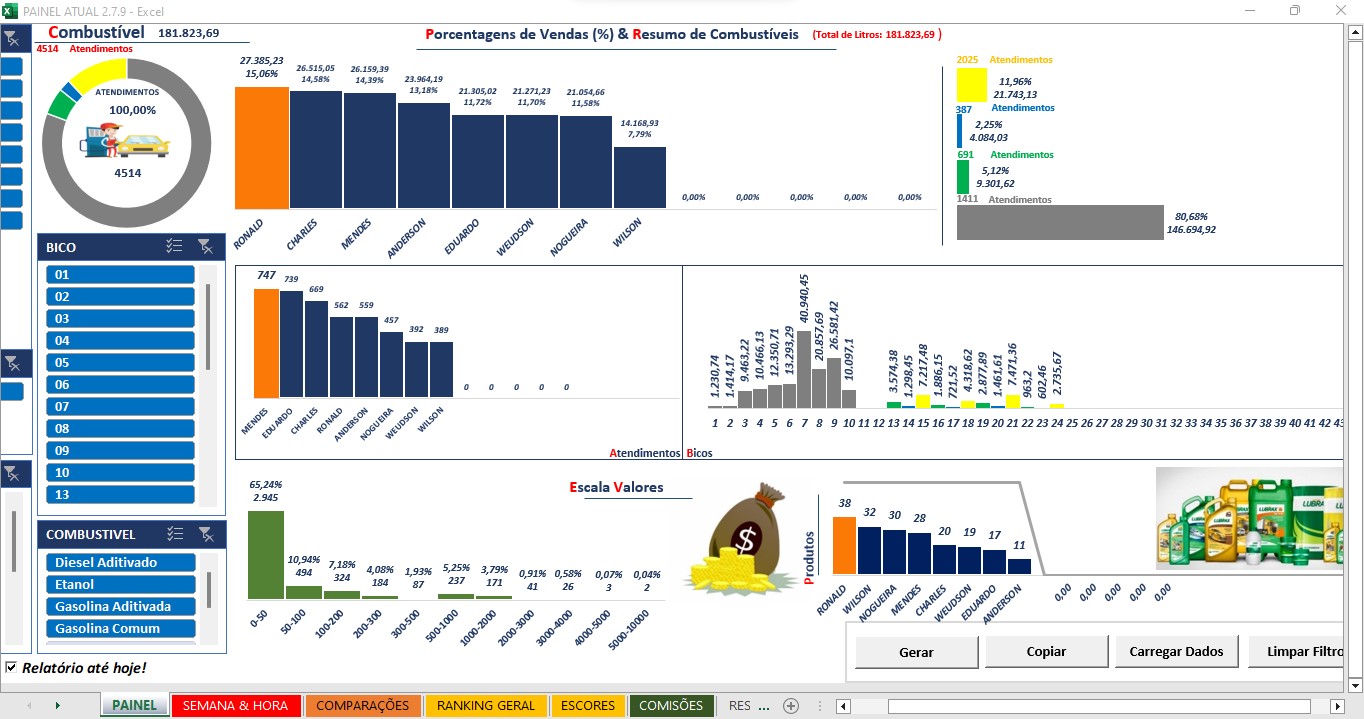 PAINEL ATUAL 2.7.9 - Excel
Combustível 181.823,69
4514 Atendimentos
ATENDIMENTOS
100,00%
4514
Porcentagens de Vendas (%) & Resumo de Combustíveis (Total de Litros: 181.823,69 )
27.385,23 26.515,05 26.159,39 23.964,19 21.305,02 21.271,23 21.054,66 14.168,93
15,06% 14,58% 14,39% 13,18% 11,72% 11,70% 11,58% 7,79% 0,00% 0,00% 0,00% 0,00% 0,00%
RONALD CHARLES MENDES ANDERSON EDUARDO WEUDSON NOGUEIRA WILSON
2025 Atendimentos
11,96%
21.743,13
387 Atendimentos
2,25%
4.084,03
691 Atendimentos
5,12%
9.301,62
1411 Atendimentos
80,68%
146.694,92
BICO
01
02
03
04
05
06
07
08
09
10
13
COMBUSTIVEL
Diesel Aditivado
Etanol
Gasolina Aditivada
Gasolina Comum
Relatório até hoje!
747 739 669 562 559 457 392 389 0 0 0 0 0
MENDES EDUARDO CHARLES RONALD ANDERSON NOGUEIRA WEUDSON WILSON
Atendimentos
1.230,74 1.414,17 9.463,22 10.466,13 12.350,71 13.293,29 40.940,45 20.857,69 26.581,42 10.097,1 3.574,38 1.298,45 7.217,48 1.886,15 721,52 4.318,62 2.877,89 1.461,61 7.471,36 963,2 602,46 2.735,67
1 2 3 4 5 6 7 8 9 10 13 14 15 16 17 18 19 20 21 22 23 24 25 26 27 28 29 30 31 32 33 34 35 36 37 38 39 40 41 42 43
Bicos
Escala Valores
65,24% 10,94% 7,18% 4,08% 1,93% 5,25% 3,79% 0,91% 0,58% 0,07% 0,04%
2.945 494 324 184 87 237 171 41 26 3 2
0-50 50-100 100-200 200-300 300-500 500-1000 1000-2000 2000-3000 3000-4000 4000-5000 5000-10000
$
Produtos
38 32 30 28 20 19 17 11 0,00 0,00 0,00 0,00 0,00
RONALD WILSON NOGUEIRA MENDES CHARLES WEUDSON EDUARDO ANDERSON
LUBRAX
Gerar Copiar Carregar Dados Limpar Filtro
PAINEL SEMANA & HORA COMPARAÇÕES RANKING GERAL ESCORES COMISÕES RES ...